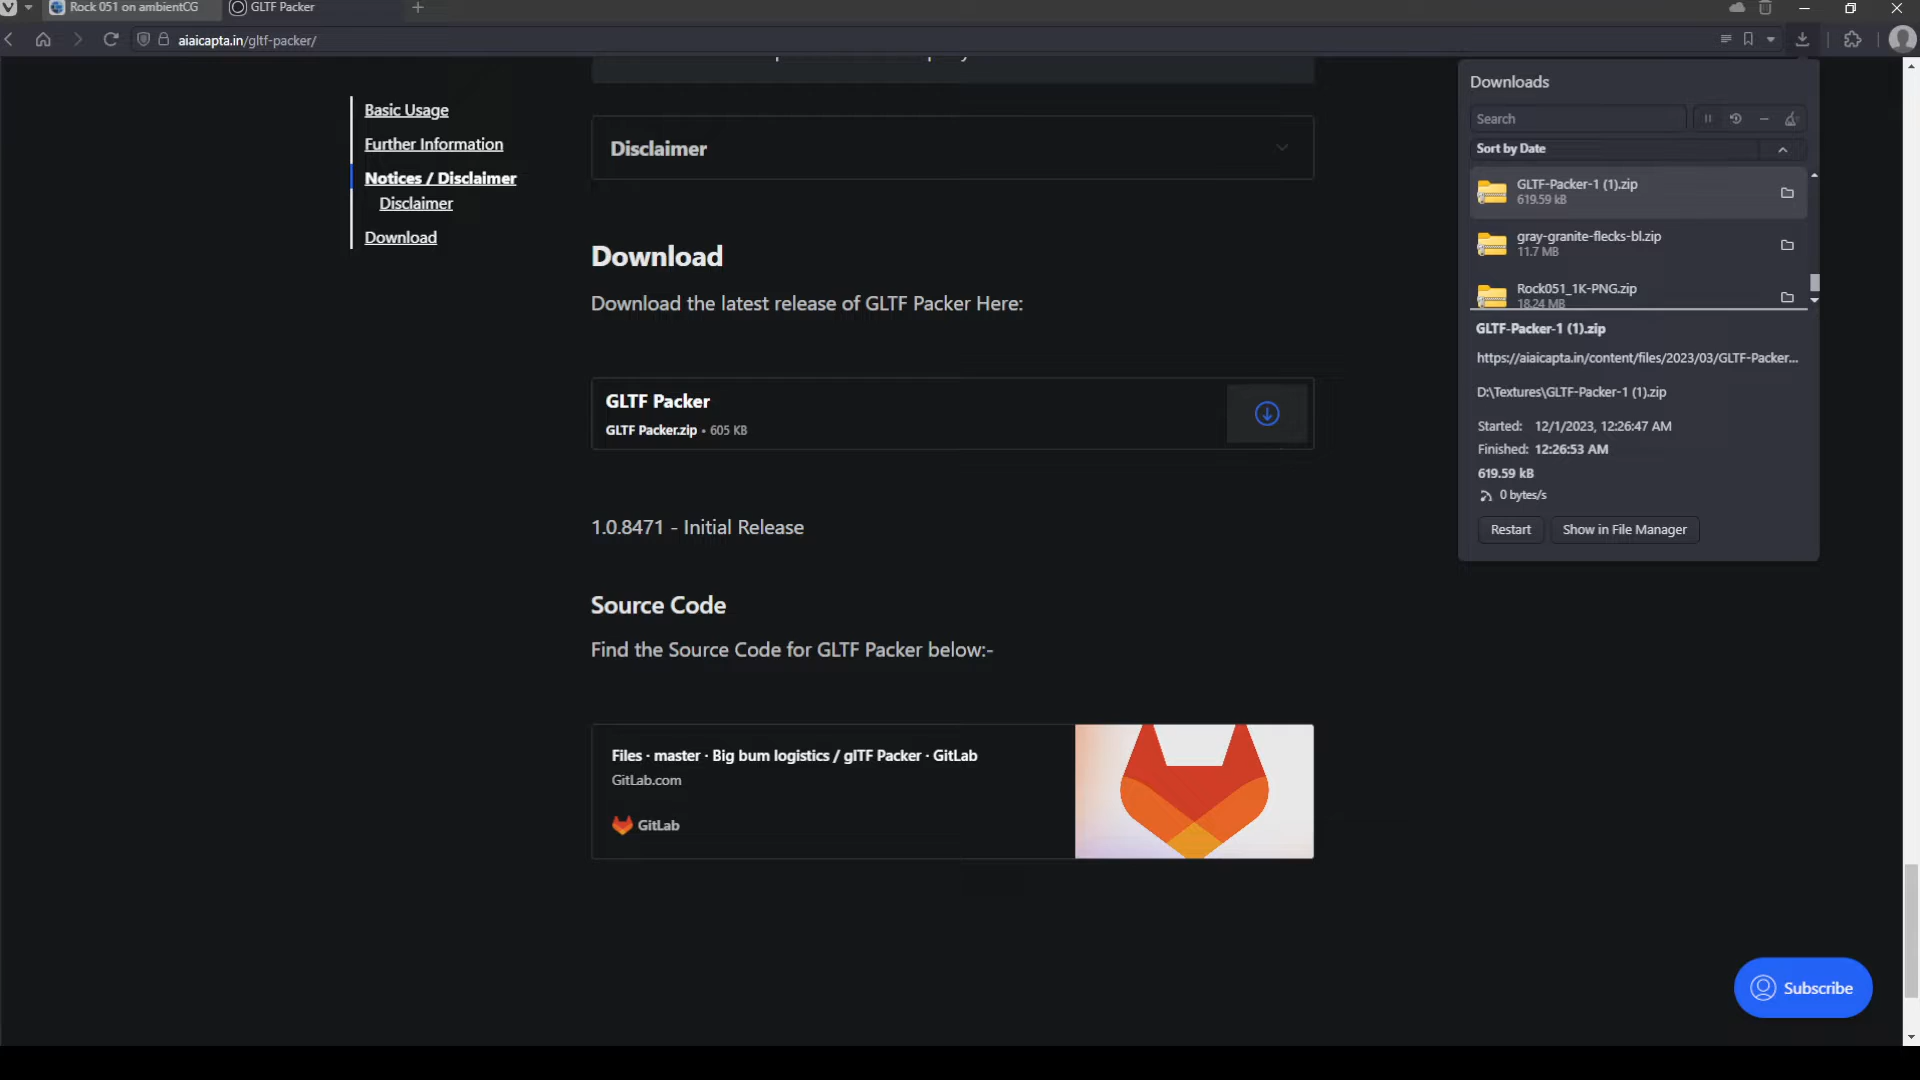 Rock 051 on ambientCG
GLTF Packer
aiaicapta.in/gltf-packer/
Basic Usage
Further Information
Notices / Disclaimer
Disclaimer
Download
Disclaimer
Download
Download the latest release of GLTF Packer Here:
GLTF Packer
GLTF Packer.zip • 605 KB
1.0.8471 - Initial Release
Source Code
Find the Source Code for GLTF Packer below:-
Files · master · Big bum logistics / glTF Packer · GitLab
GitLab.com
GitLab
Downloads
Search
Sort by Date
GLTF-Packer-1 (1).zip
619.59 kB
gray-granite-flecks-bl.zip
11.7 MB
Rock051_1K-PNG.zip
18.24 MB
GLTF-Packer-1 (1).zip
https://aiaicapta.in/content/files/2023/03/GLTF-Packer...
D:\Textures\GLTF-Packer-1 (1).zip
Started: 12/1/2023, 12:26:47 AM
Finished: 12:26:53 AM
619.59 kB
0 bytes/s
Restart
Show in File Manager
Subscribe